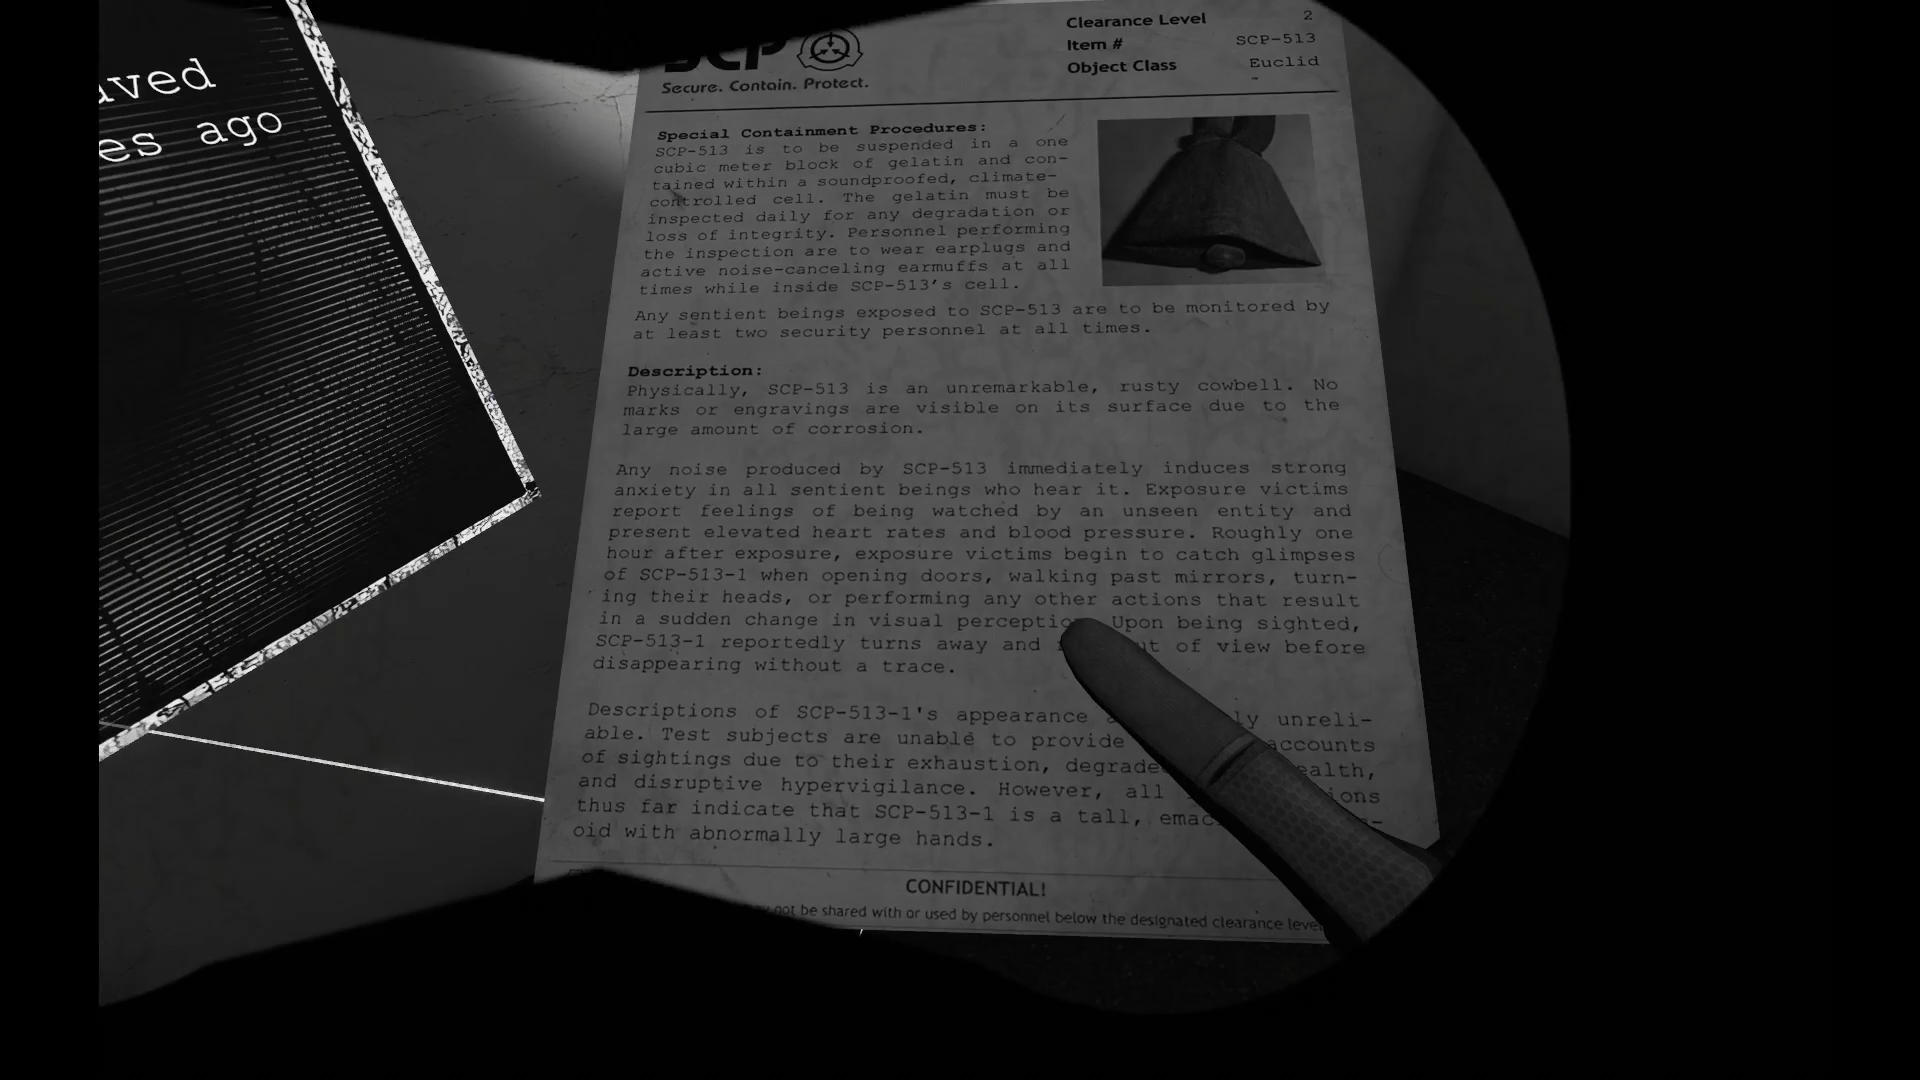 aved
es ago
SCP
Secure. Contain. Protect.
Clearance Level 2
Item # SCP-513
Object Class Euclid
Special Containment Procedures:
SCP-513 is to be suspended in a one
cubic meter block of gelatin and con-
tained within a soundproofed, climate-
controlled cell. The gelatin must be
inspected daily for any degradation or
loss of integrity. Personnel performing
the inspection are to wear earplugs and
active noise-canceling earmuffs at all
times while inside SCP-513's cell.
Any sentient beings exposed to SCP-513 are to be monitored by
at least two security personnel at all times.
Description:
Physically, SCP-513 is an unremarkable, rusty cowbell. No
marks or engravings are visible on its surface due to the
large amount of corrosion.
Any noise produced by SCP-513 immediately induces strong
anxiety in all sentient beings who hear it. Exposure victims
report feelings of being watched by an unseen entity and
present elevated heart rates and blood pressure. Roughly one
hour after exposure, exposure victims begin to catch glimpses
of SCP-513-1 when opening doors, walking past mirrors, turn-
ing their heads, or performing any other actions that result
in a sudden change in visual perceptio Upon being sighted,
SCP-513-1 reportedly turns away and of view before
disappearing without a trace.
Descriptions of SCP-513-1's appearance ly unreli-
able. Test subjects are unable to provide accounts
of sightings due to their exhaustion, degrade ealth,
and disruptive hypervigilance. However, all ions
thus far indicate that SCP-513-1 is a tall, emac
oid with abnormally large hands.
CONFIDENTIAL!
not be shared with or used by personnel below the designated clearance leve